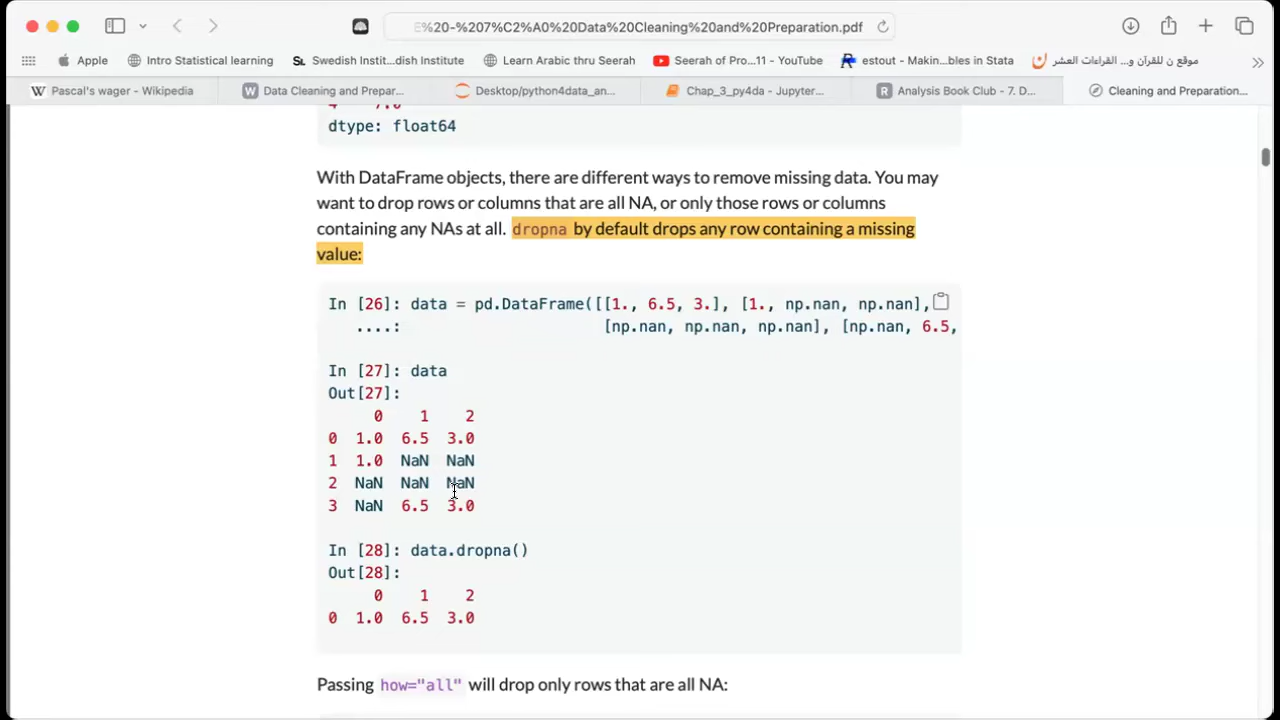 E%20-%207%C2%A0%20Data%20Cleaning%20and%20Preparation.pdf
Apple
Intro Statistical learning
SL Swedish Instit...dish Institute
Learn Arabic thru Seerah
Seerah of Pro...11 - YouTube
estout - Makin...bles in Stata
موقع ن للقرآن و... القراءات العشر
Pascal's wager - Wikipedia
Data Cleaning and Prepar...
Desktop/python4data_an...
Chap_3_py4da - Jupyter...
Analysis Book Club - 7. D...
Cleaning and Preparation...
4 7.0
dtype: float64
With DataFrame objects, there are different ways to remove missing data. You may
want to drop rows or columns that are all NA, or only those rows or columns
containing any NAs at all. dropna by default drops any row containing a missing
value:
In [26]: data = pd.DataFrame([[1., 6.5, 3.], [1., np.nan, np.nan],
....: [np.nan, np.nan, np.nan], [np.nan, 6.5,
In [27]: data
Out[27]:
0 1 2
0 1.0 6.5 3.0
1 1.0 NaN NaN
2 NaN NaN NaN
3 NaN 6.5 3.0
In [28]: data.dropna()
Out[28]:
0 1 2
0 1.0 6.5 3.0
Passing how="all" will drop only rows that are all NA: